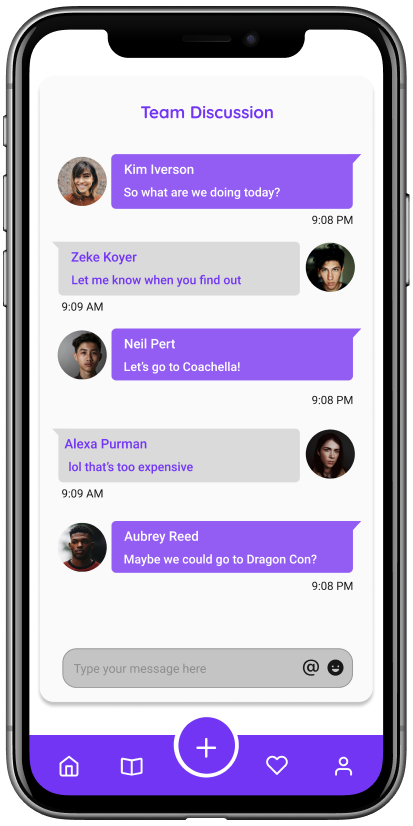 Team Discussion
Kim Iverson
So what are we doing today?
9:08 PM
Zeke Koyer
Let me know when you find out
9:09 AM
Neil Pert
Let's go to Coachella!
9:08 PM
Alexa Purman
lol that's too expensive
9:09 AM
Aubrey Reed
Maybe we could go to Dragon Con?
9:08 PM
Type your message here @